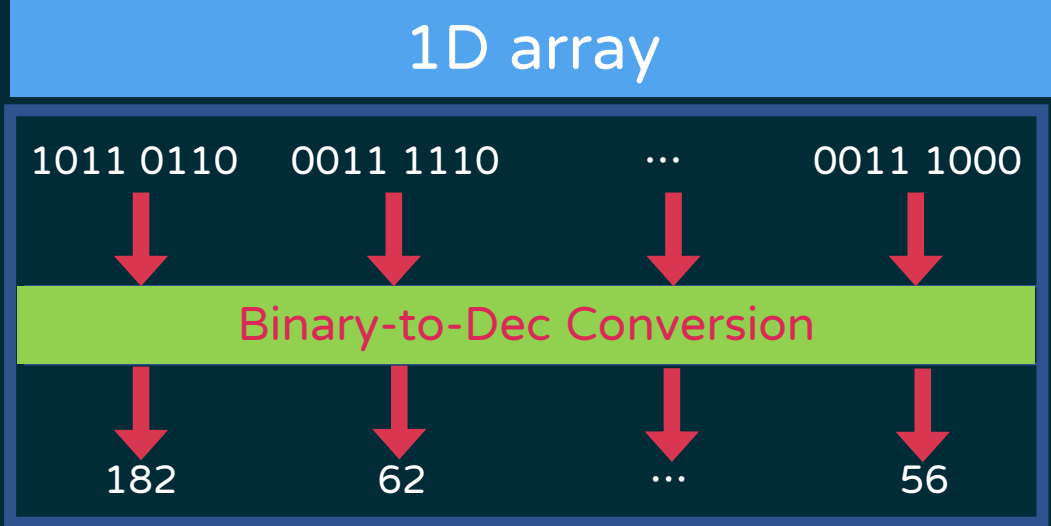 1D array
1011 0110 0011 1110 ... 0011 1000
Binary-to-Dec Conversion
182 62 ... 56